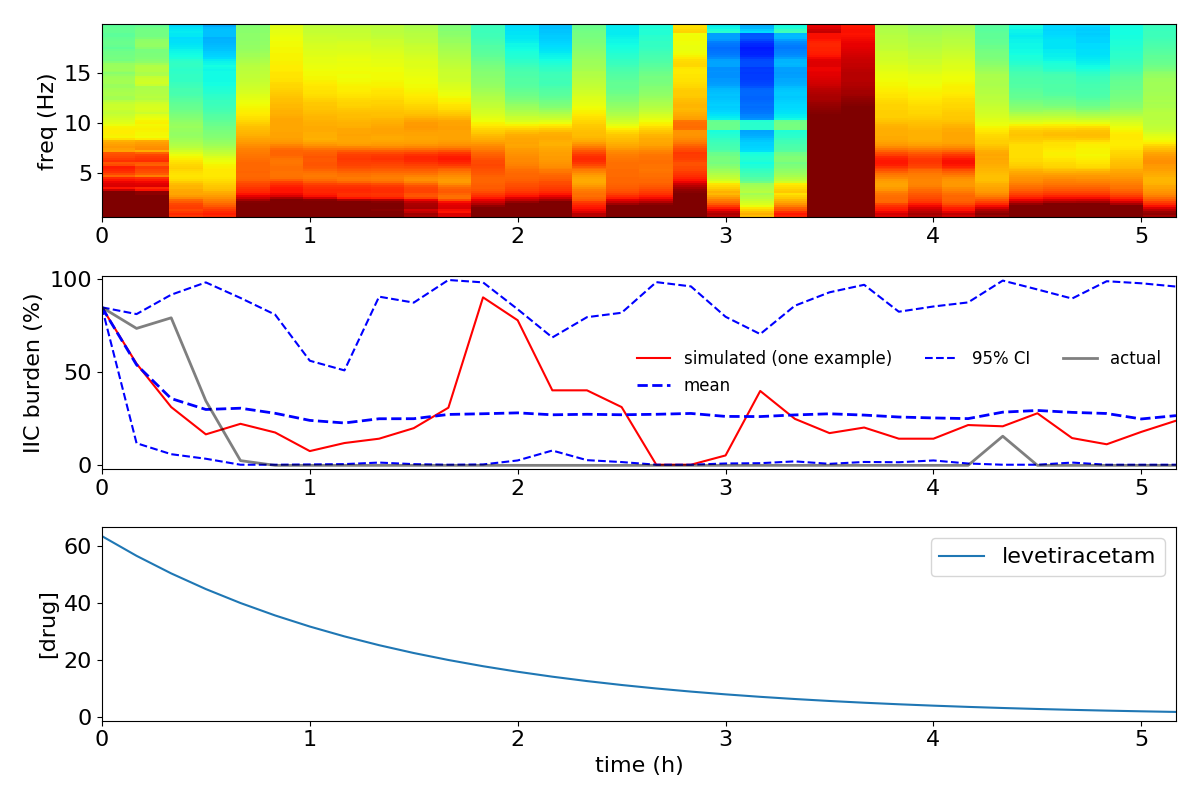 15
10
5
freq (Hz)
0 1 2 3 4 5
100
50
0
IIC burden (%)
simulated (one example) 95% CI actual
mean
0 1 2 3 4 5
60
40
20
0
[drug]
levetiracetam
0 1 2 3 4 5
time (h)